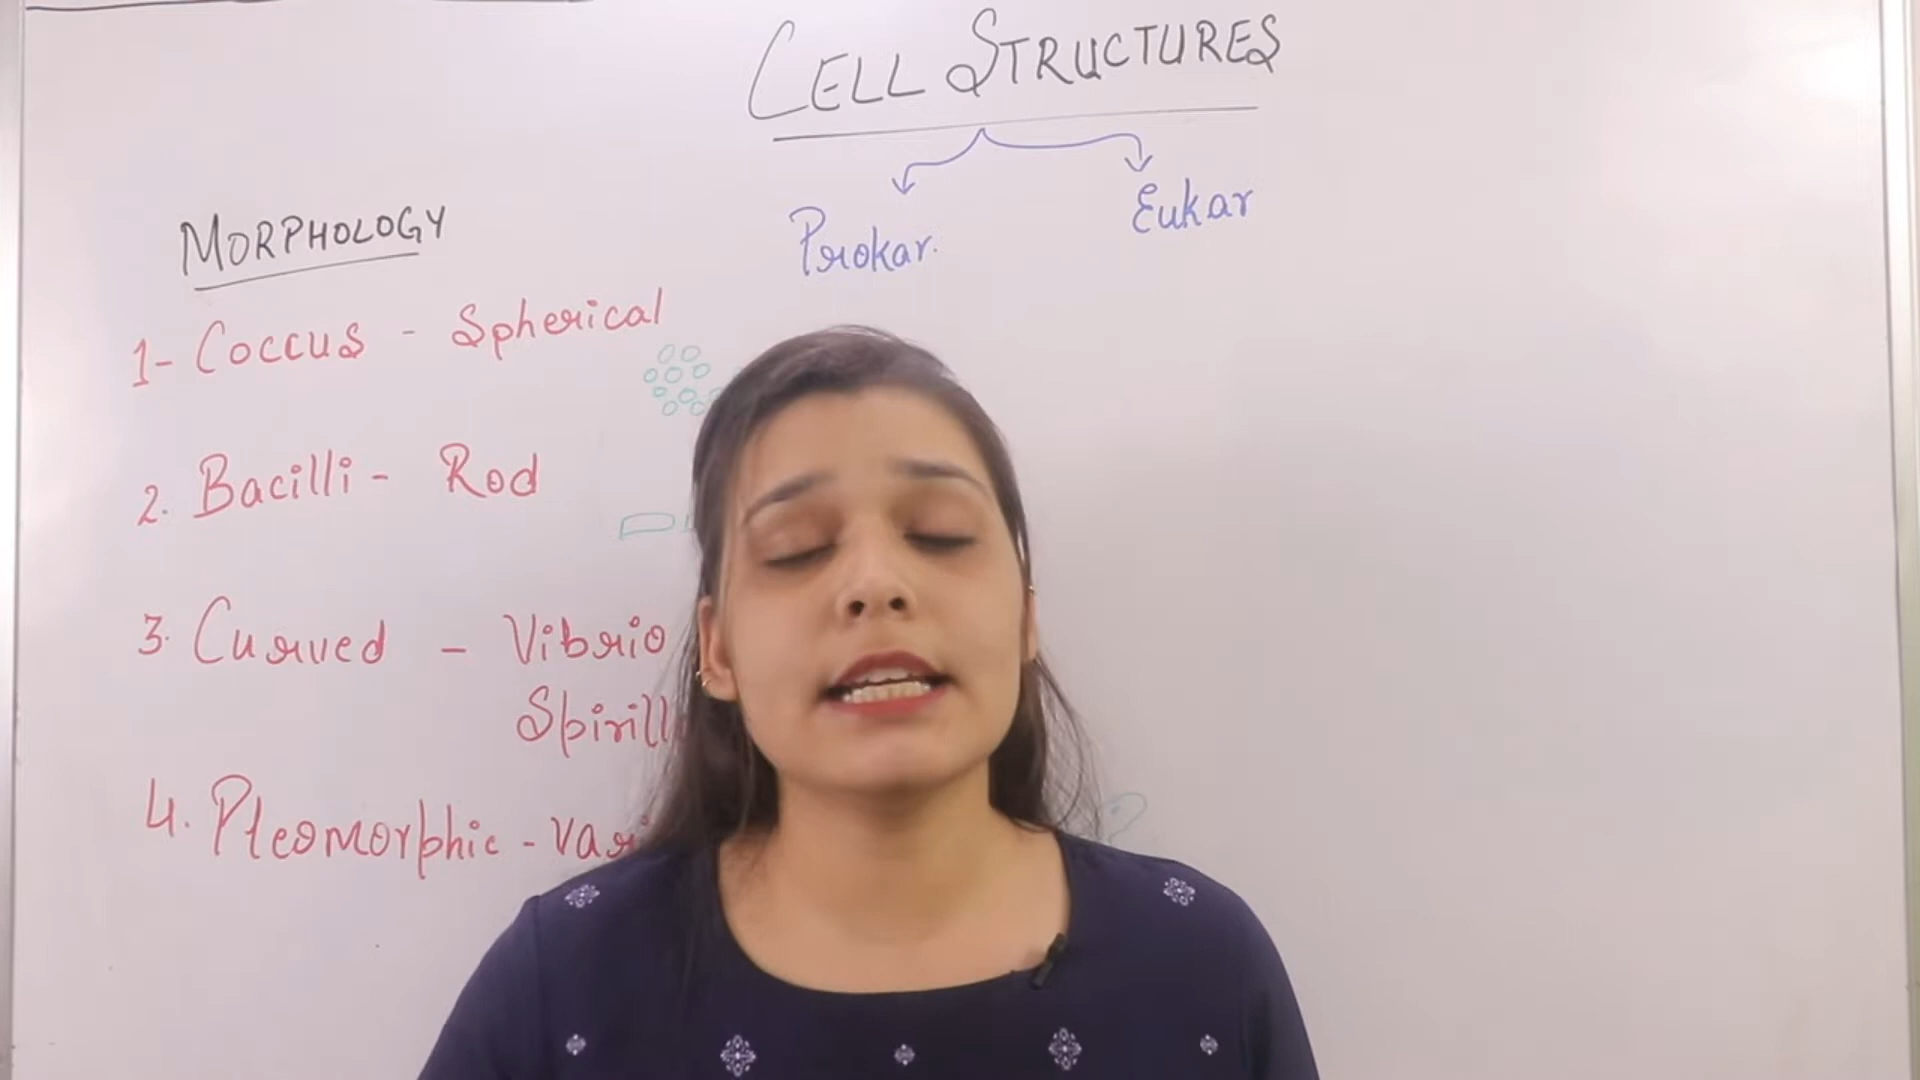 CELL STRUCTURES
Prokar. Eukar
MORPHOLOGY
1- Coccus - Spherical
2. Bacilli - Rod
3. Curved - Vibrio
4. Pleomorphic -